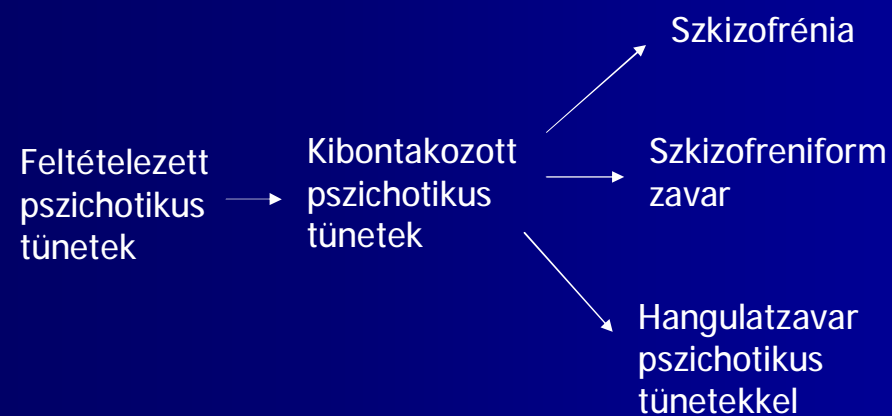 Feltételezett
pszichotikus
tünetek
Kibontakozott
pszichotikus
tünetek
Szkizofrénia
Szkizofreniform
zavar
Hangulatzavar
pszichotikus
tünetekkel